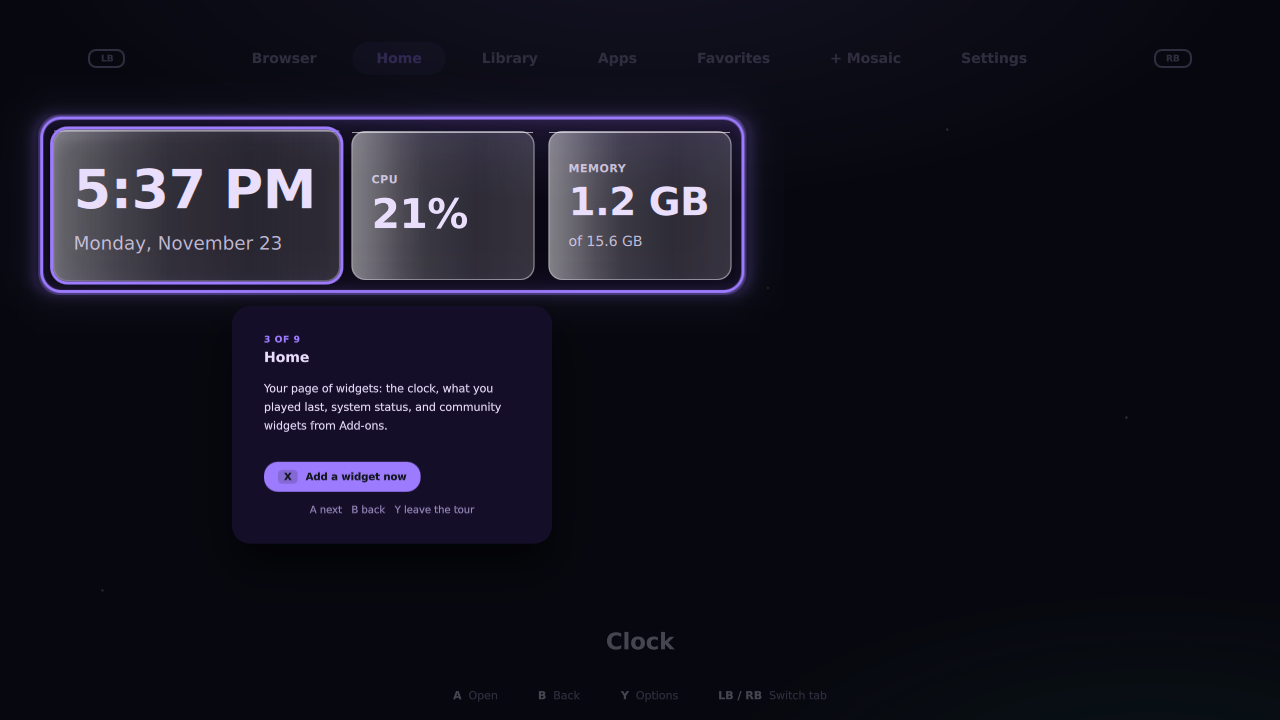 LB Browser Home Library Apps Favorites + Mosaic Settings RB
5:37 PM
Monday, November 23
CPU
21%
MEMORY
1.2 GB
of 15.6 GB
3 OF 9
Home
Your page of widgets: the clock, what you
played last, system status, and community
widgets from Add-ons.
X Add a widget now
A next B back Y leave the tour
Clock
A Open B Back Y Options LB / RB Switch tab